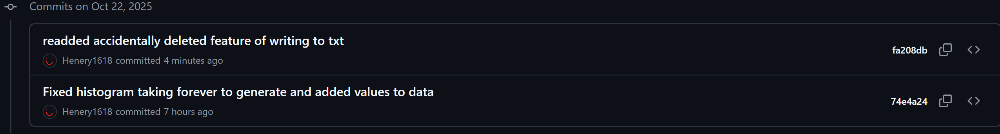 Commits on Oct 22, 2025
readded accidentally deleted feature of writing to txt
Henery1618 committed 4 minutes ago
fa208db
Fixed histogram taking forever to generate and added values to data
Henery1618 committed 7 hours ago
74e4a24